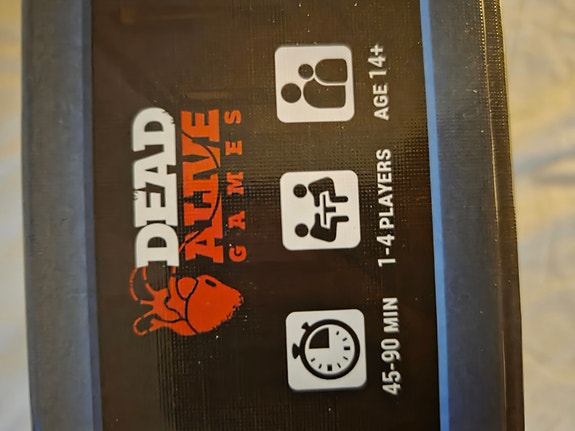 DEAD
ALIVE
GAMES
45-90 MIN
1-4 PLAYERS
AGE 14+